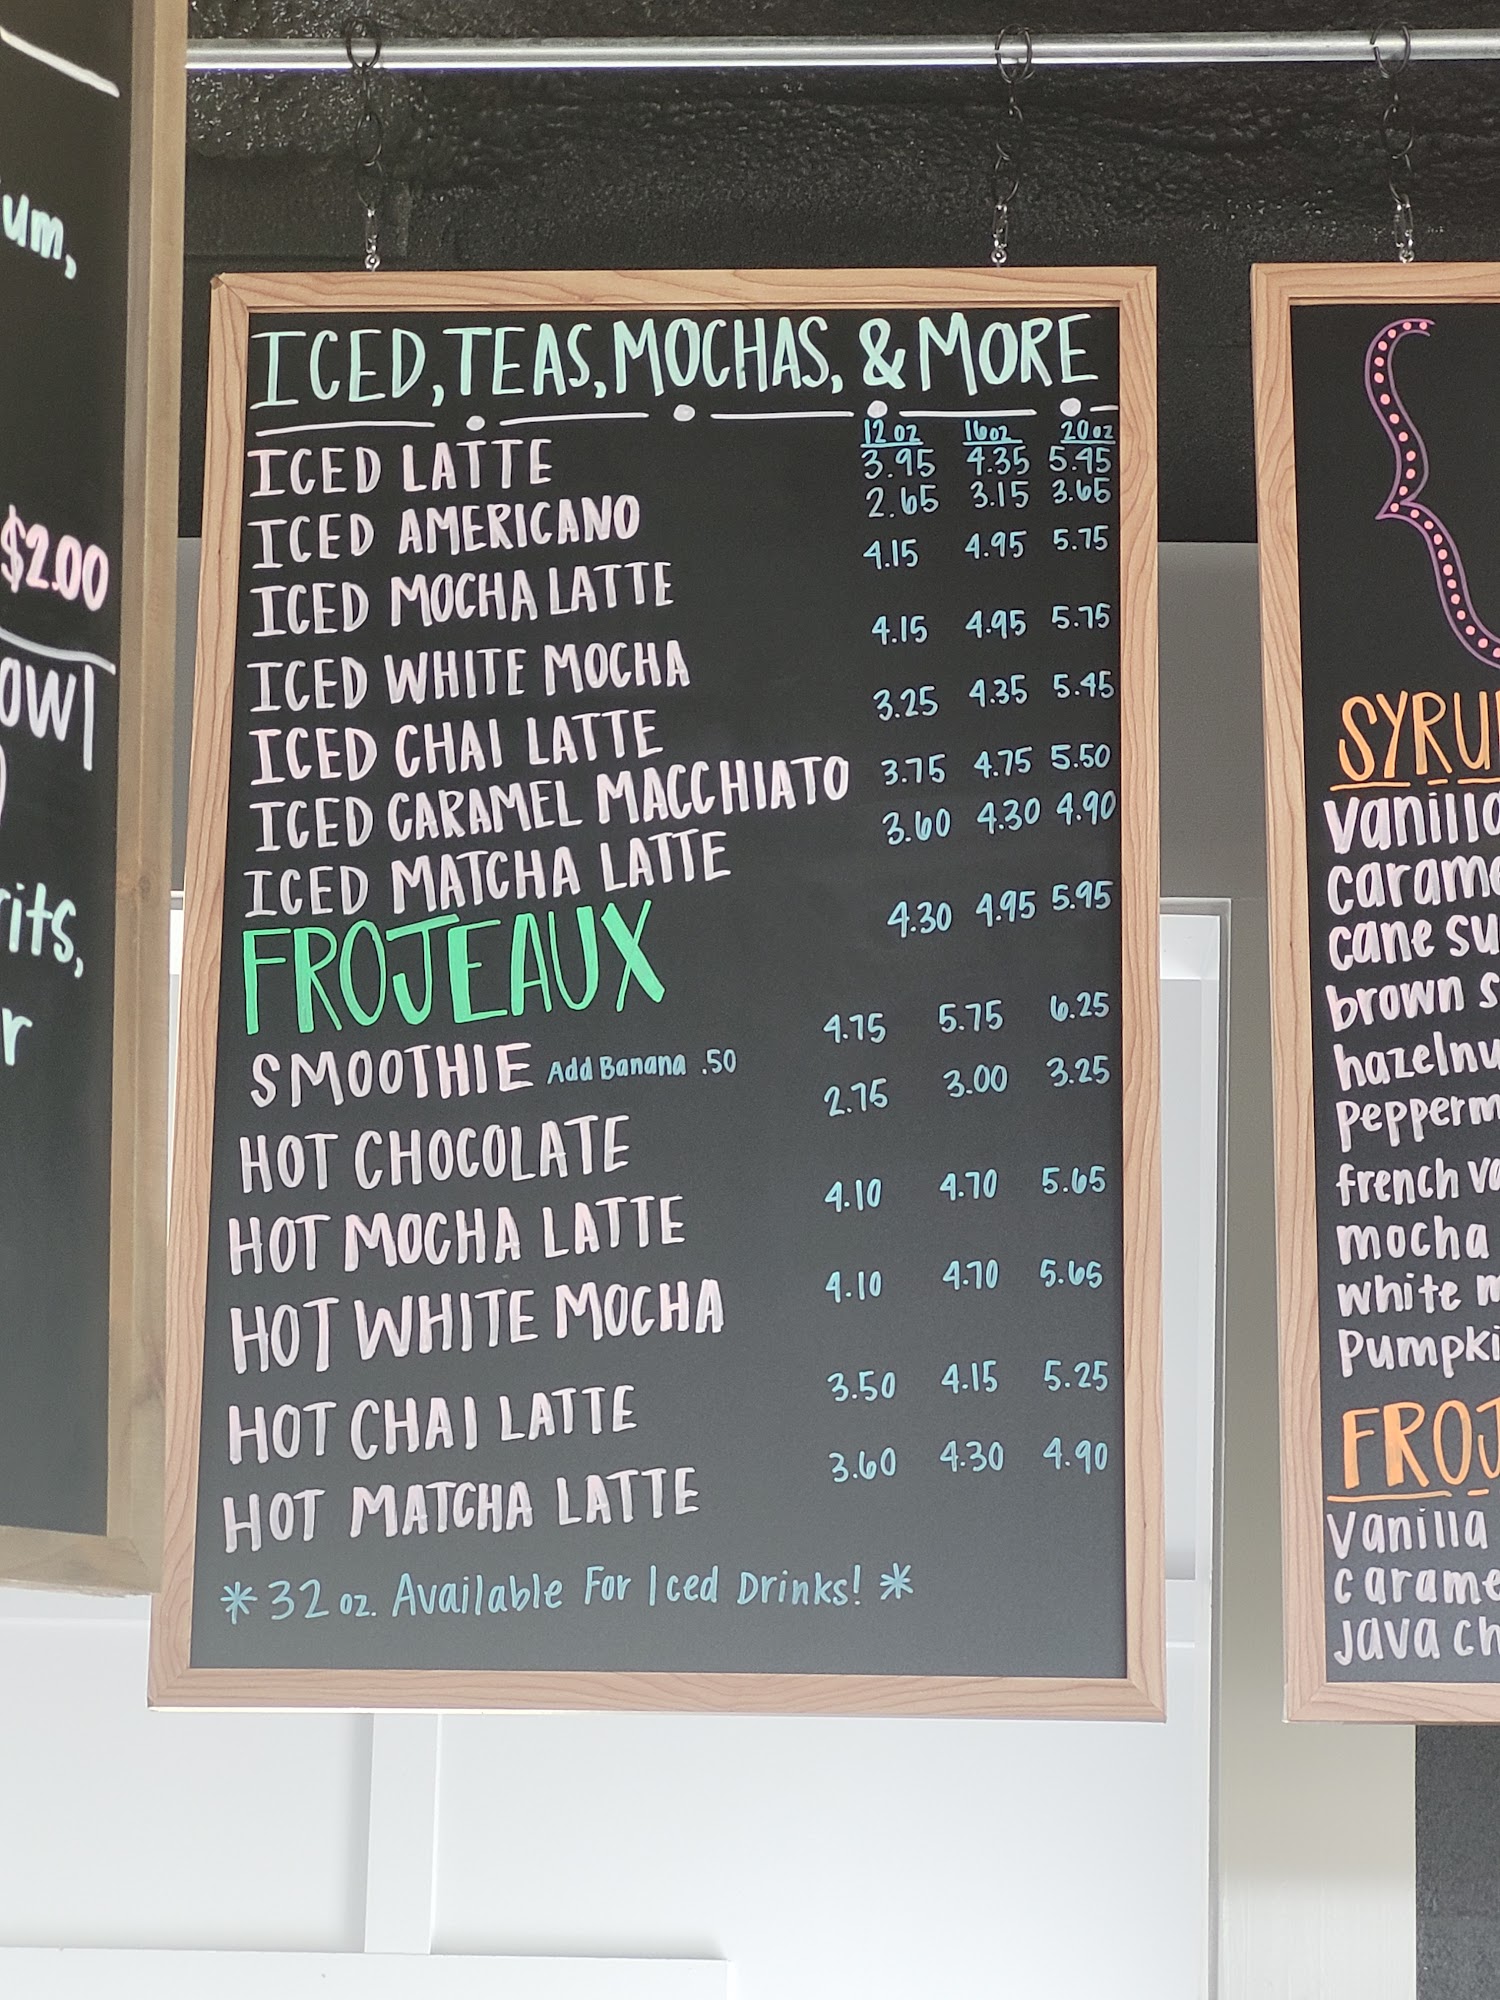 um,
$2.00
owl
)
rits,
r
ICED, TEAS, MOCHAS, & MORE
12 oz 16oz 20oz
ICED LATTE 3.95 4.35 5.45
ICED AMERICANO 2.65 3.15 3.65
ICED MOCHA LATTE 4.15 4.95 5.75
ICED WHITE MOCHA 4.15 4.95 5.75
ICED CHAI LATTE 3.25 4.35 5.45
ICED CARAMEL MACCHIATO 3.75 4.75 5.50
ICED MATCHA LATTE 3.60 4.30 4.90
FROJEAUX 4.30 4.95 5.95
SMOOTHIE Add Banana .50 4.75 5.75 6.25
HOT CHOCOLATE 2.75 3.00 3.25
HOT MOCHA LATTE 4.10 4.70 5.65
HOT WHITE MOCHA 4.10 4.70 5.65
HOT CHAI LATTE 3.50 4.15 5.25
HOT MATCHA LATTE 3.60 4.30 4.90
*32 oz. Available For Iced Drinks! *
SYRU
vanilla
carame
cane su
brown s
hazelnu
pepperm
french va
mocha
white m
Pumpki
FROJ
Vanilla
carame
java ch